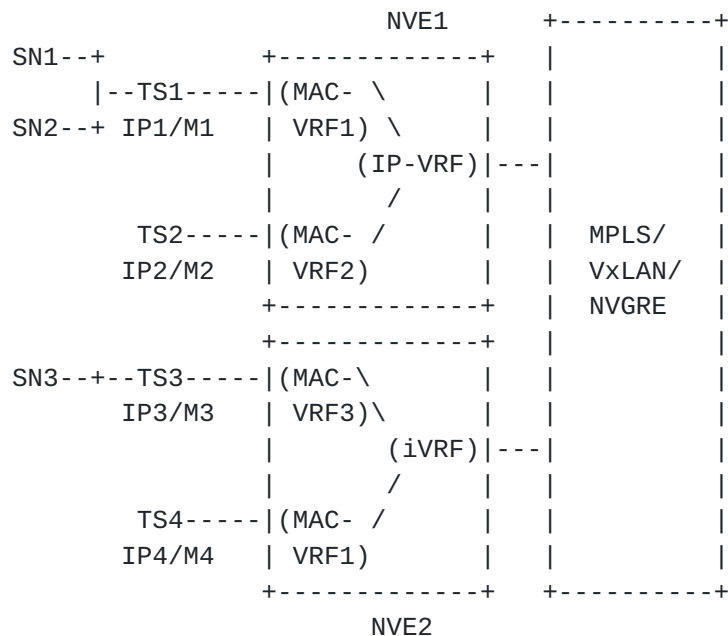 NVE1         +----------+
SN1--+          +-------------+  |          |
     |--TS1-----|(MAC- \      |  |          |
SN2--+ IP1/M1   | VRF1) \     |  |          |
                |     (IP-VRF)|---|          |
                |       /     |  |          |
        TS2-----|(MAC- /      |  |  MPLS/   |
       IP2/M2   | VRF2)       |  |  VxLAN/  |
                +-------------+  |  NVGRE   |
                +-------------+  |          |
SN3--+--TS3-----|(MAC-\       |  |          |
       IP3/M3   | VRF3)\      |  |          |
                |       (iVRF)|---|          |
                |       /     |  |          |
        TS4-----|(MAC- /      |  |          |
       IP4/M4   | VRF1)       |  |          |
                +-------------+  +----------+
                    NVE2